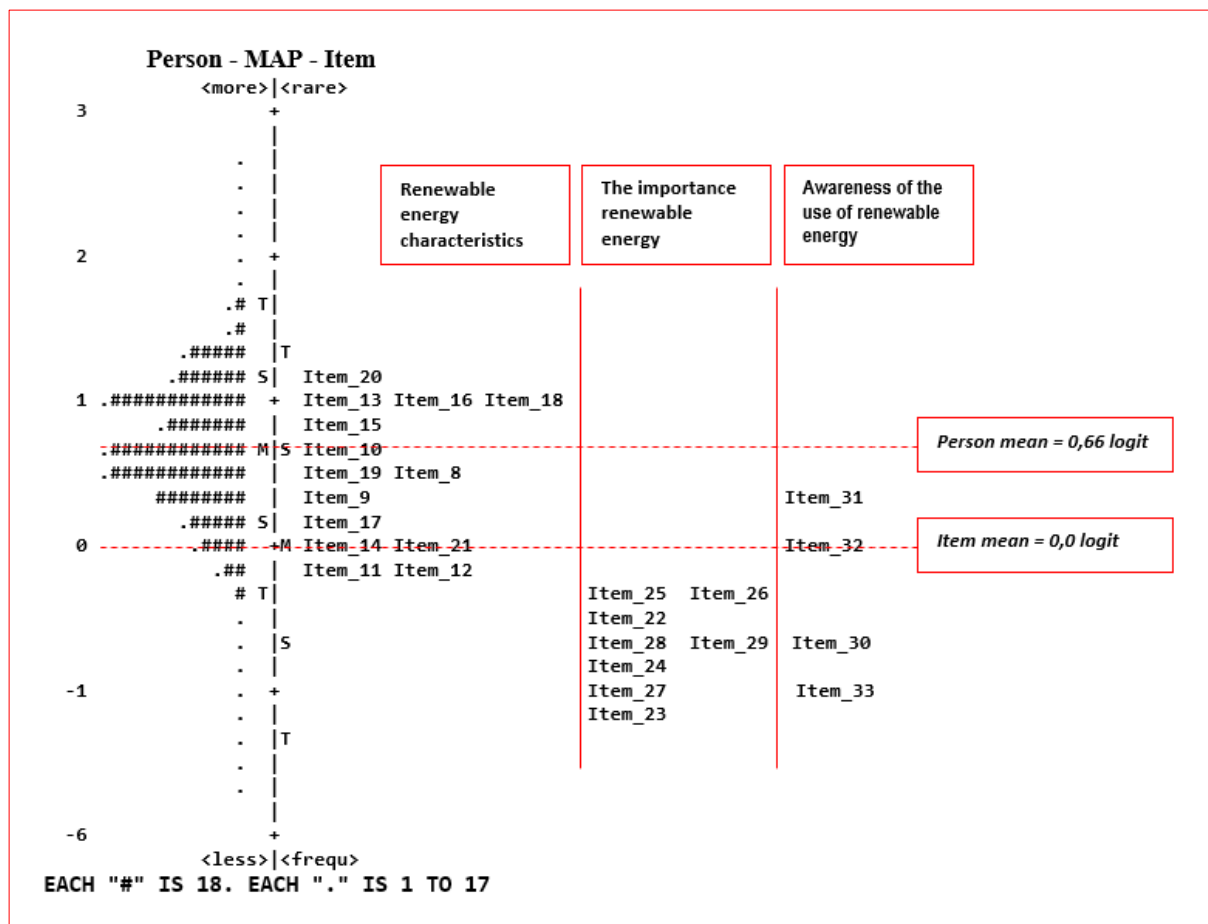 Person - MAP - Item
<more>|<rare>
3 +
|
. |
. |
. |
. |
2 . +
. |
.# T|
.# |
.##### |T
.###### S| Item_20
1 .############ + Item_13 Item_16 Item_18
.####### | Item_15
.############ M|S Item_10
.############ | Item_19 Item_8
######## | Item_9 Item_31
.##### S| Item_17
0 .#### +M Item_14 Item_21 Item_32
.## | Item_11 Item_12
# T| Item_25 Item_26
. | Item_22
. |S Item_28 Item_29 Item_30
. | Item_24
-1 . + Item_27 Item_33
. | Item_23
. |T
. |
. |
|
-6 +
<less>|<frequ>
EACH "#" IS 18. EACH "." IS 1 TO 17
Renewable
energy
characteristics
The importance
renewable
energy
Awareness of the
use of renewable
energy
Person mean = 0,66 logit
Item mean = 0,0 logit